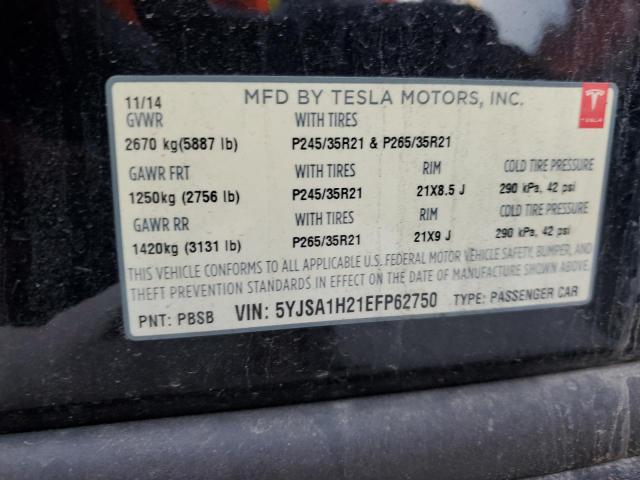 11/14 MFD BY TESLA MOTORS, INC.
GVWR WITH TIRES
2670 kg(5887 lb) P245/35R21 & P265/35R21
GAWR FRT WITH TIRES RIM COLD TIRE PRESSURE
1250kg (2756 lb) P245/35R21 21X8.5 J 290 kPa, 42 psi
GAWR RR WITH TIRES RIM COLD TIRE PRESSURE
1420kg (3131 lb) P265/35R21 21X9 J 290 kPa, 42 psi
THIS VEHICLE CONFORMS TO ALL APPLICABLE U.S. FEDERAL MOTOR VEHICLE SAFETY, BUMPER, AND
THEFT PREVENTION STANDARDS IN EFFECT ON THE DATE OF MANUFACTURE SHOWN ABOVE.
PNT: PBSB VIN: 5YJSA1H21EFP62750 TYPE: PASSENGER CAR